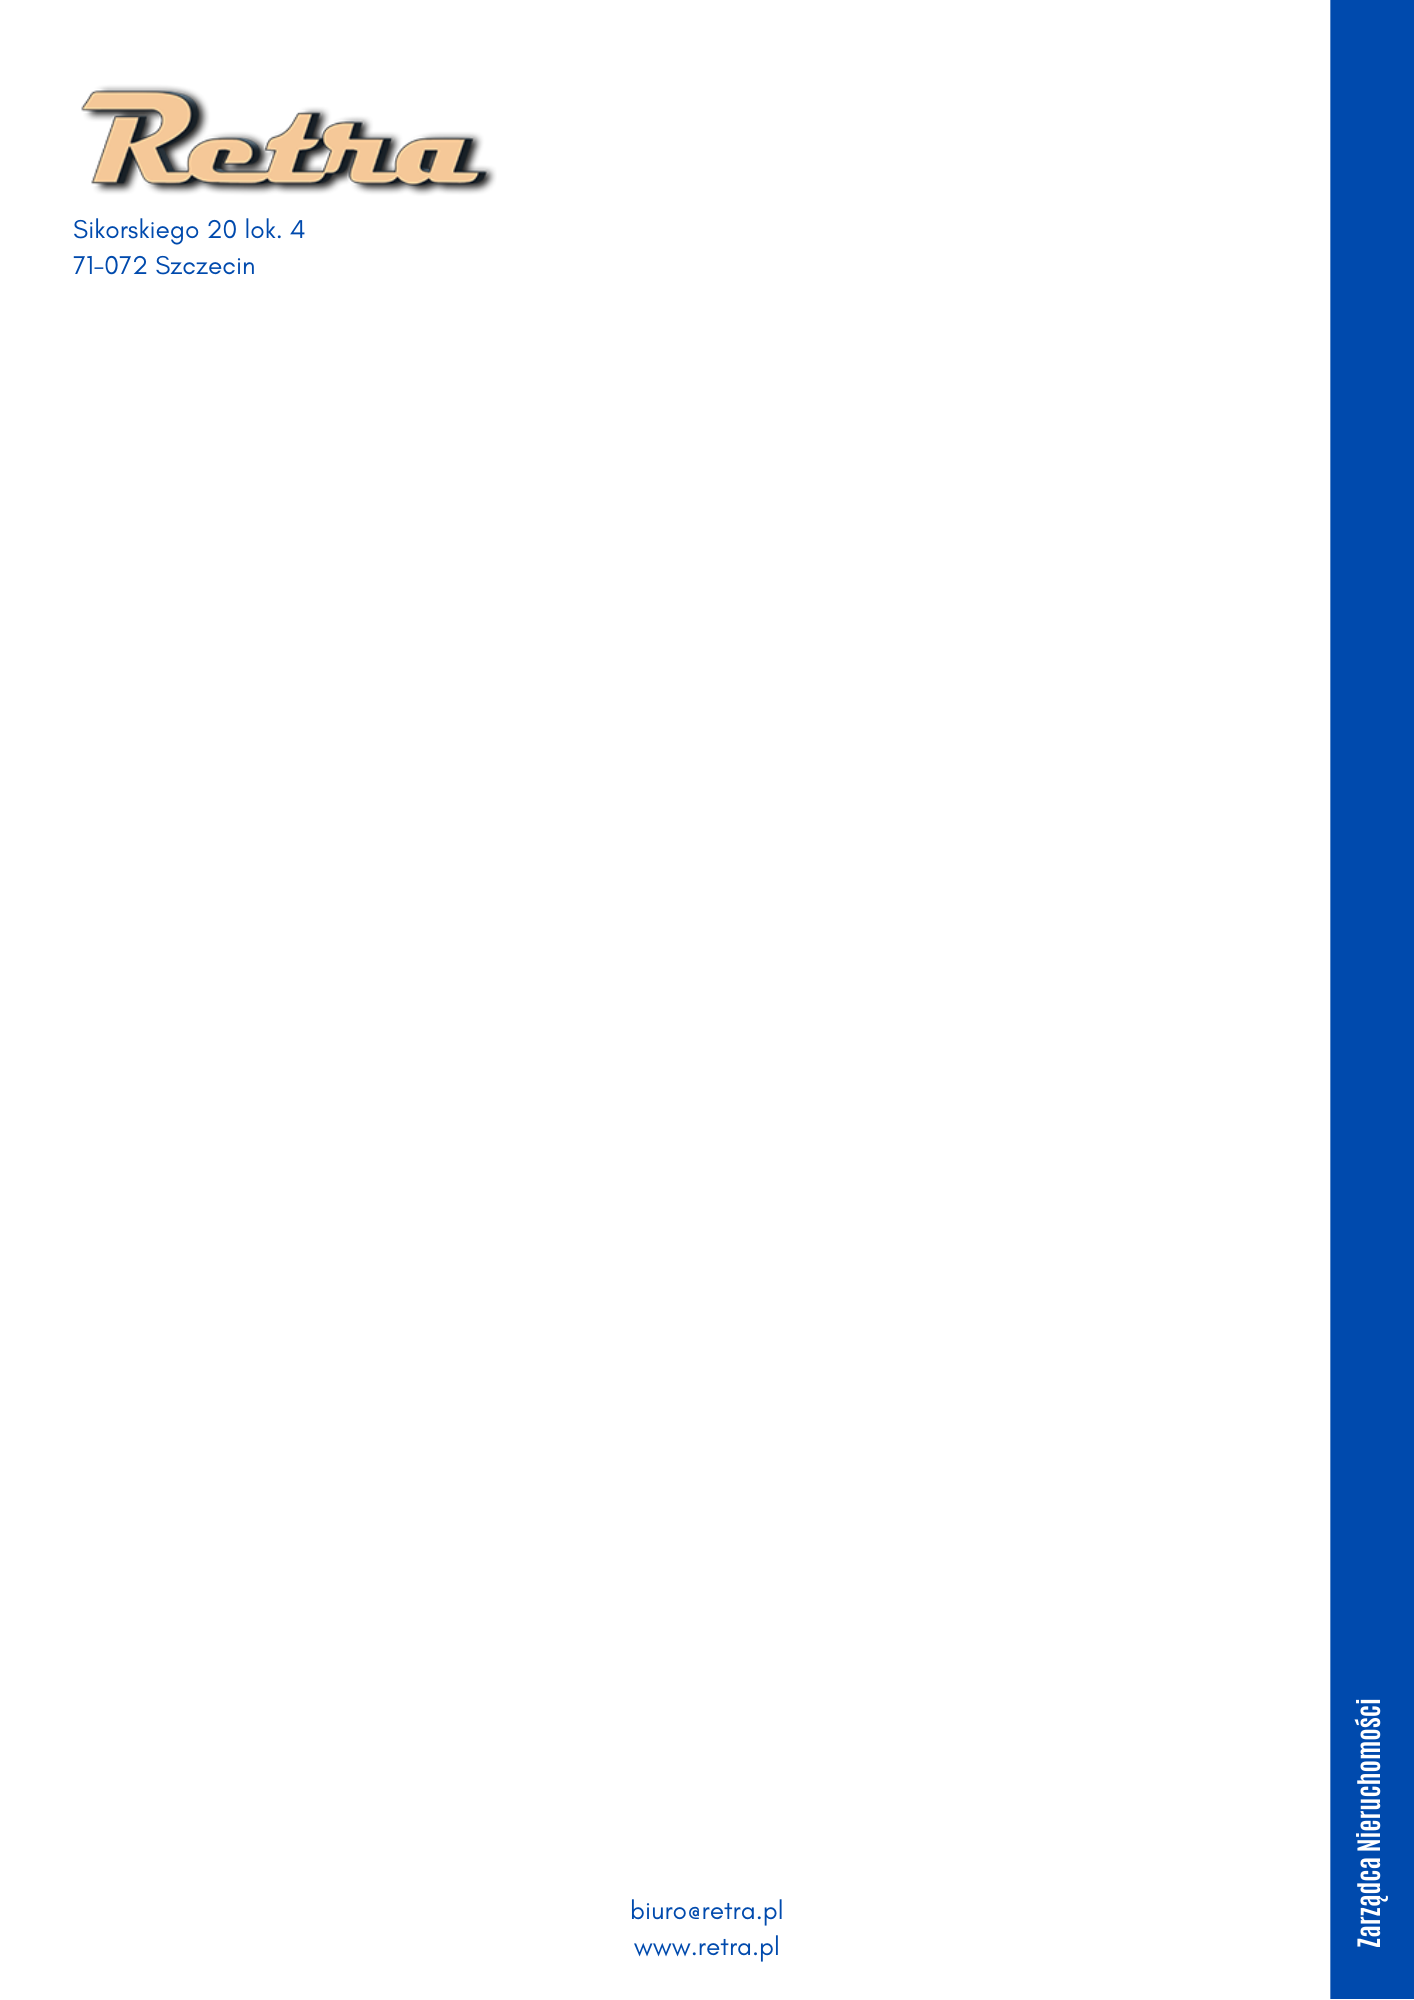 Retra
Sikorskiego 20 lok. 4
71-072 Szczecin
Zarządca Nieruchomości
biuro@retra.pl
www.retra.pl